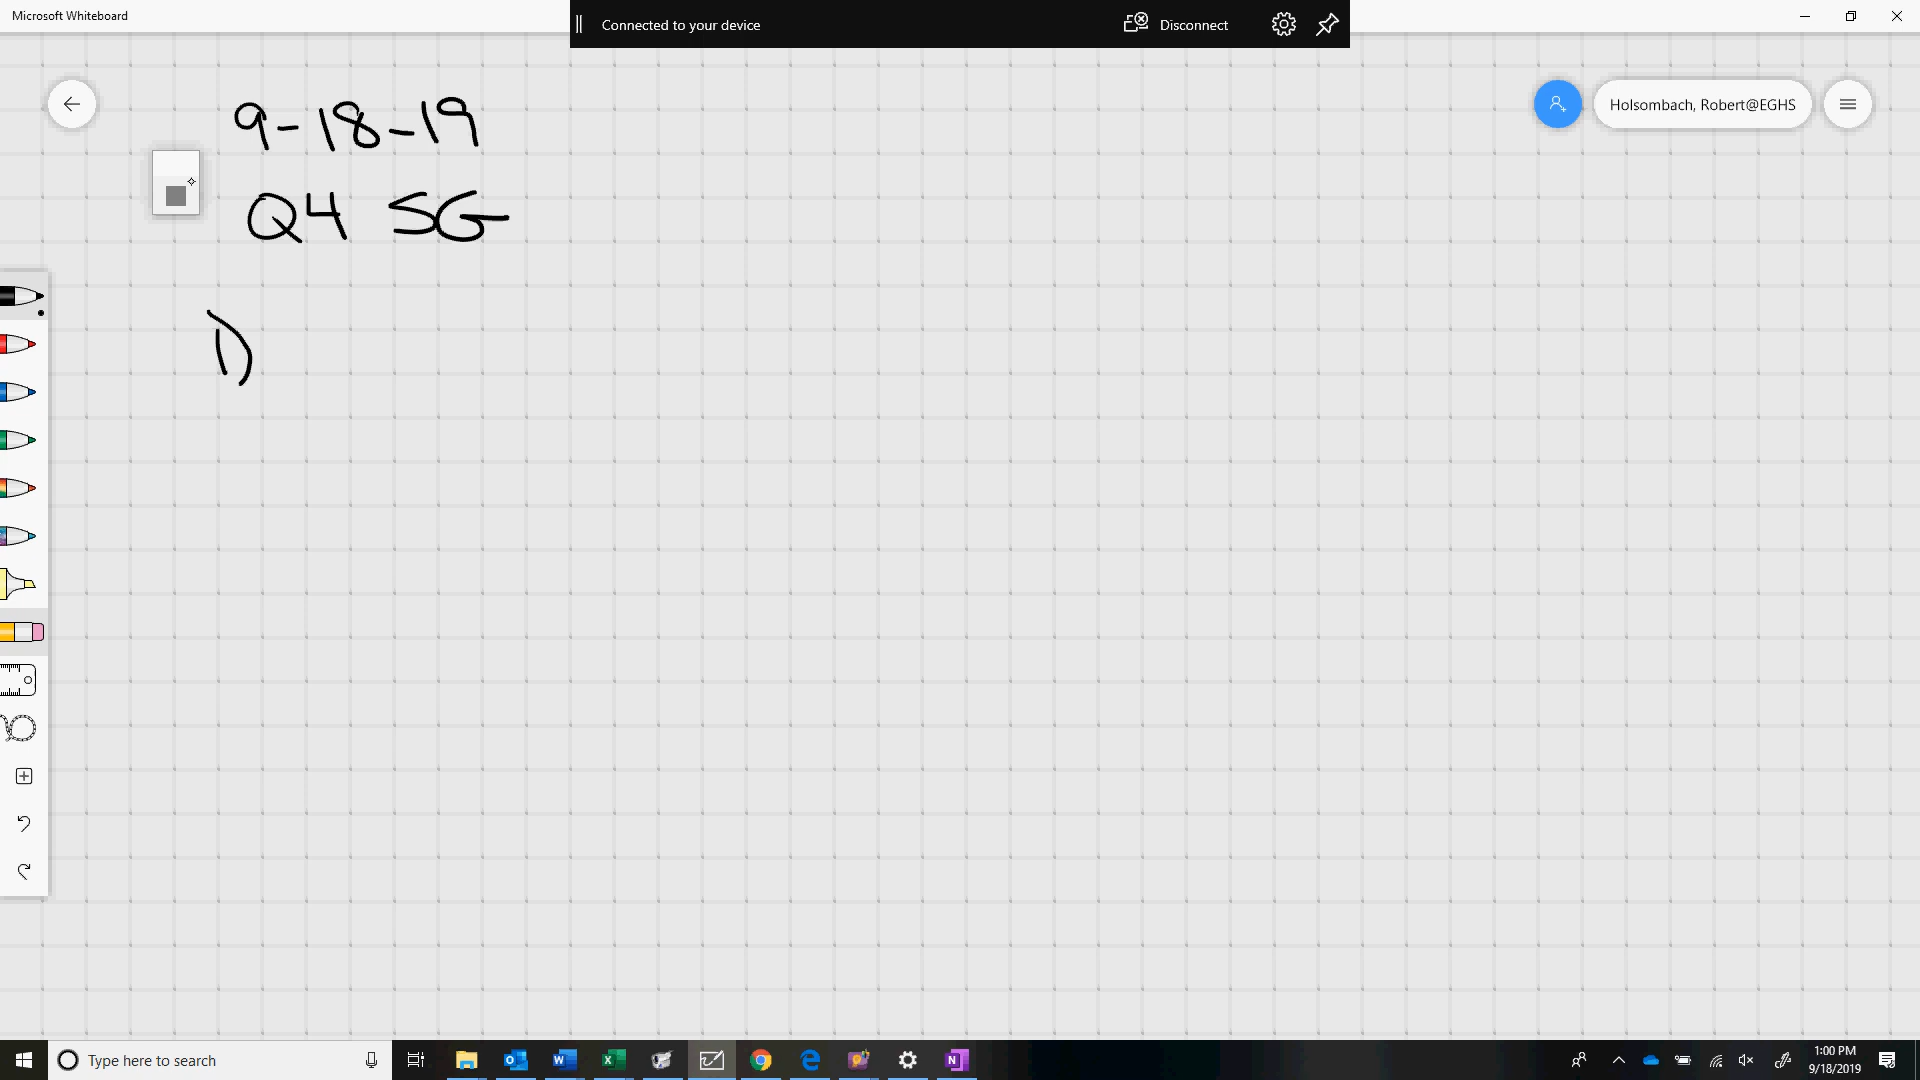 Microsoft Whiteboard
Connected to your device
Disconnect
Holsombach, Robert@EGHS
9-18-19
Q4 SG
1)
Type here to search
1:00 PM
9/18/2019